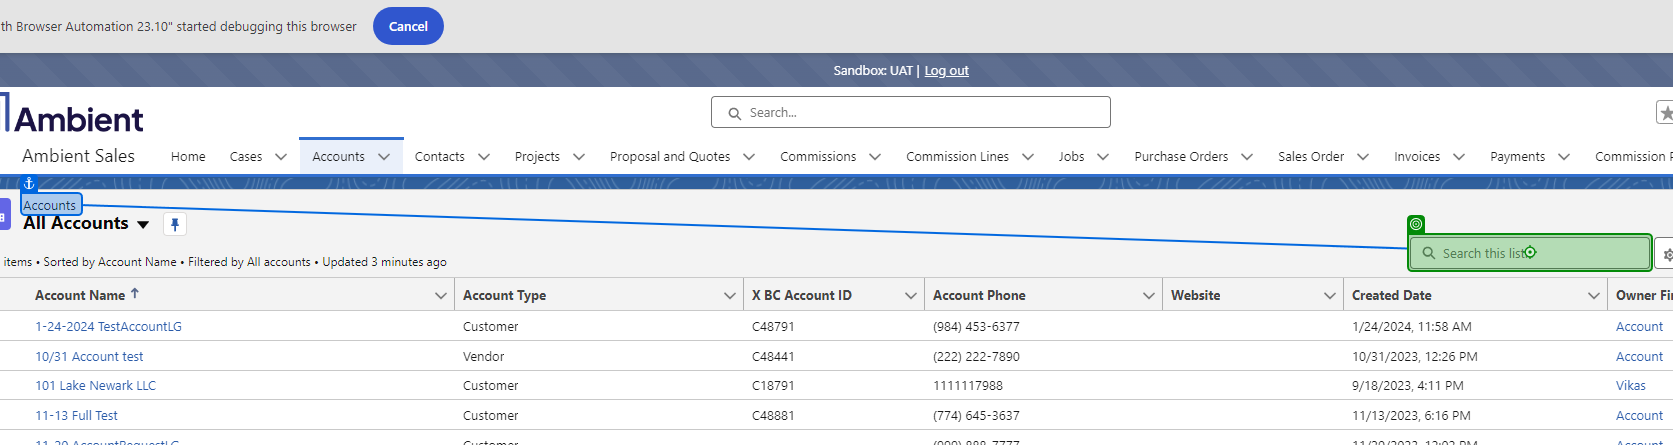 th Browser Automation 23.10" started debugging this browser Cancel
Sandbox: UAT | Log out
Ambient Search...
Ambient Sales Home Cases Accounts Contacts Projects Proposal and Quotes Commissions Commission Lines Jobs Purchase Orders Sales Order Invoices Payments Commission P
Accounts
All Accounts
Search this list
items • Sorted by Account Name • Filtered by All accounts • Updated 3 minutes ago
Account Name Account Type X BC Account ID Account Phone Website Created Date Owner Fir
1-24-2024 TestAccountLG Customer C48791 (984) 453-6377 1/24/2024, 11:58 AM Account
10/31 Account test Vendor C48441 (222) 222-7890 10/31/2023, 12:26 PM Account
101 Lake Newark LLC Customer C18791 1111117988 9/18/2023, 4:11 PM Vikas
11-13 Full Test Customer C48881 (774) 645-3637 11/13/2023, 6:16 PM Account